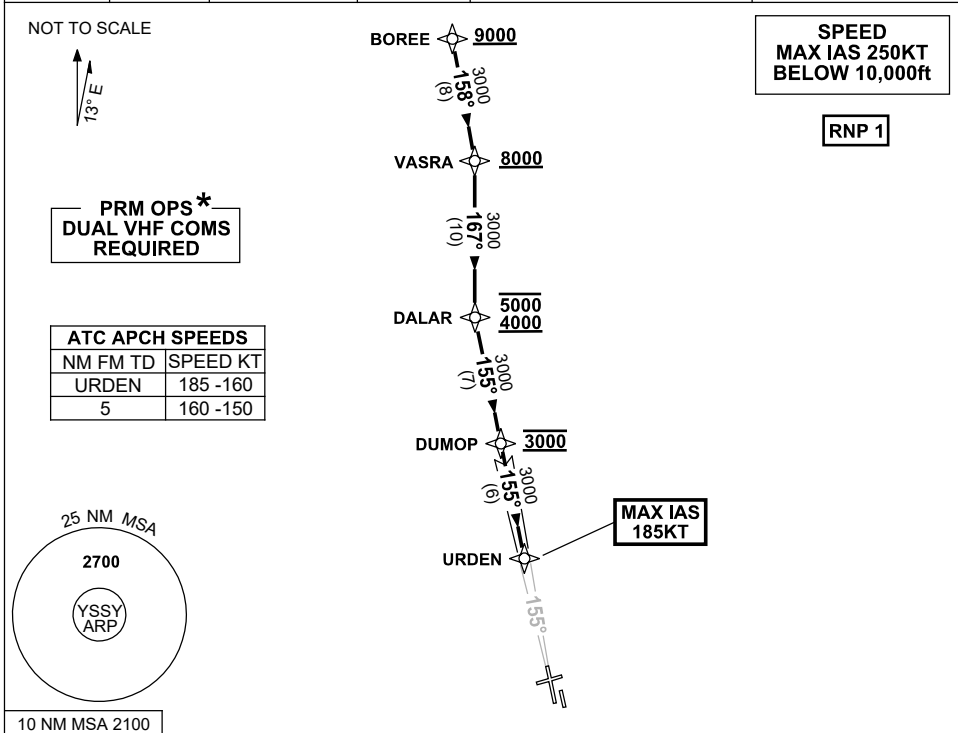 NOT TO SCALE
13° E
BOREE 9000
SPEED
MAX IAS 250KT
BELOW 10,000ft
RNP 1
3000
158°
(8)
VASRA 8000
PRM OPS*
DUAL VHF COMS
REQUIRED
3000
167°
(10)
DALAR
5000
4000
ATC APCH SPEEDS
NM FM TD SPEED KT
URDEN 185 -160
5 160 -150
3000
155°
(7)
DUMOP 3000
3000
155°
(6)
MAX IAS
185KT
URDEN
25 NM MSA
2700
YSSY
ARP
155°
10 NM MSA 2100